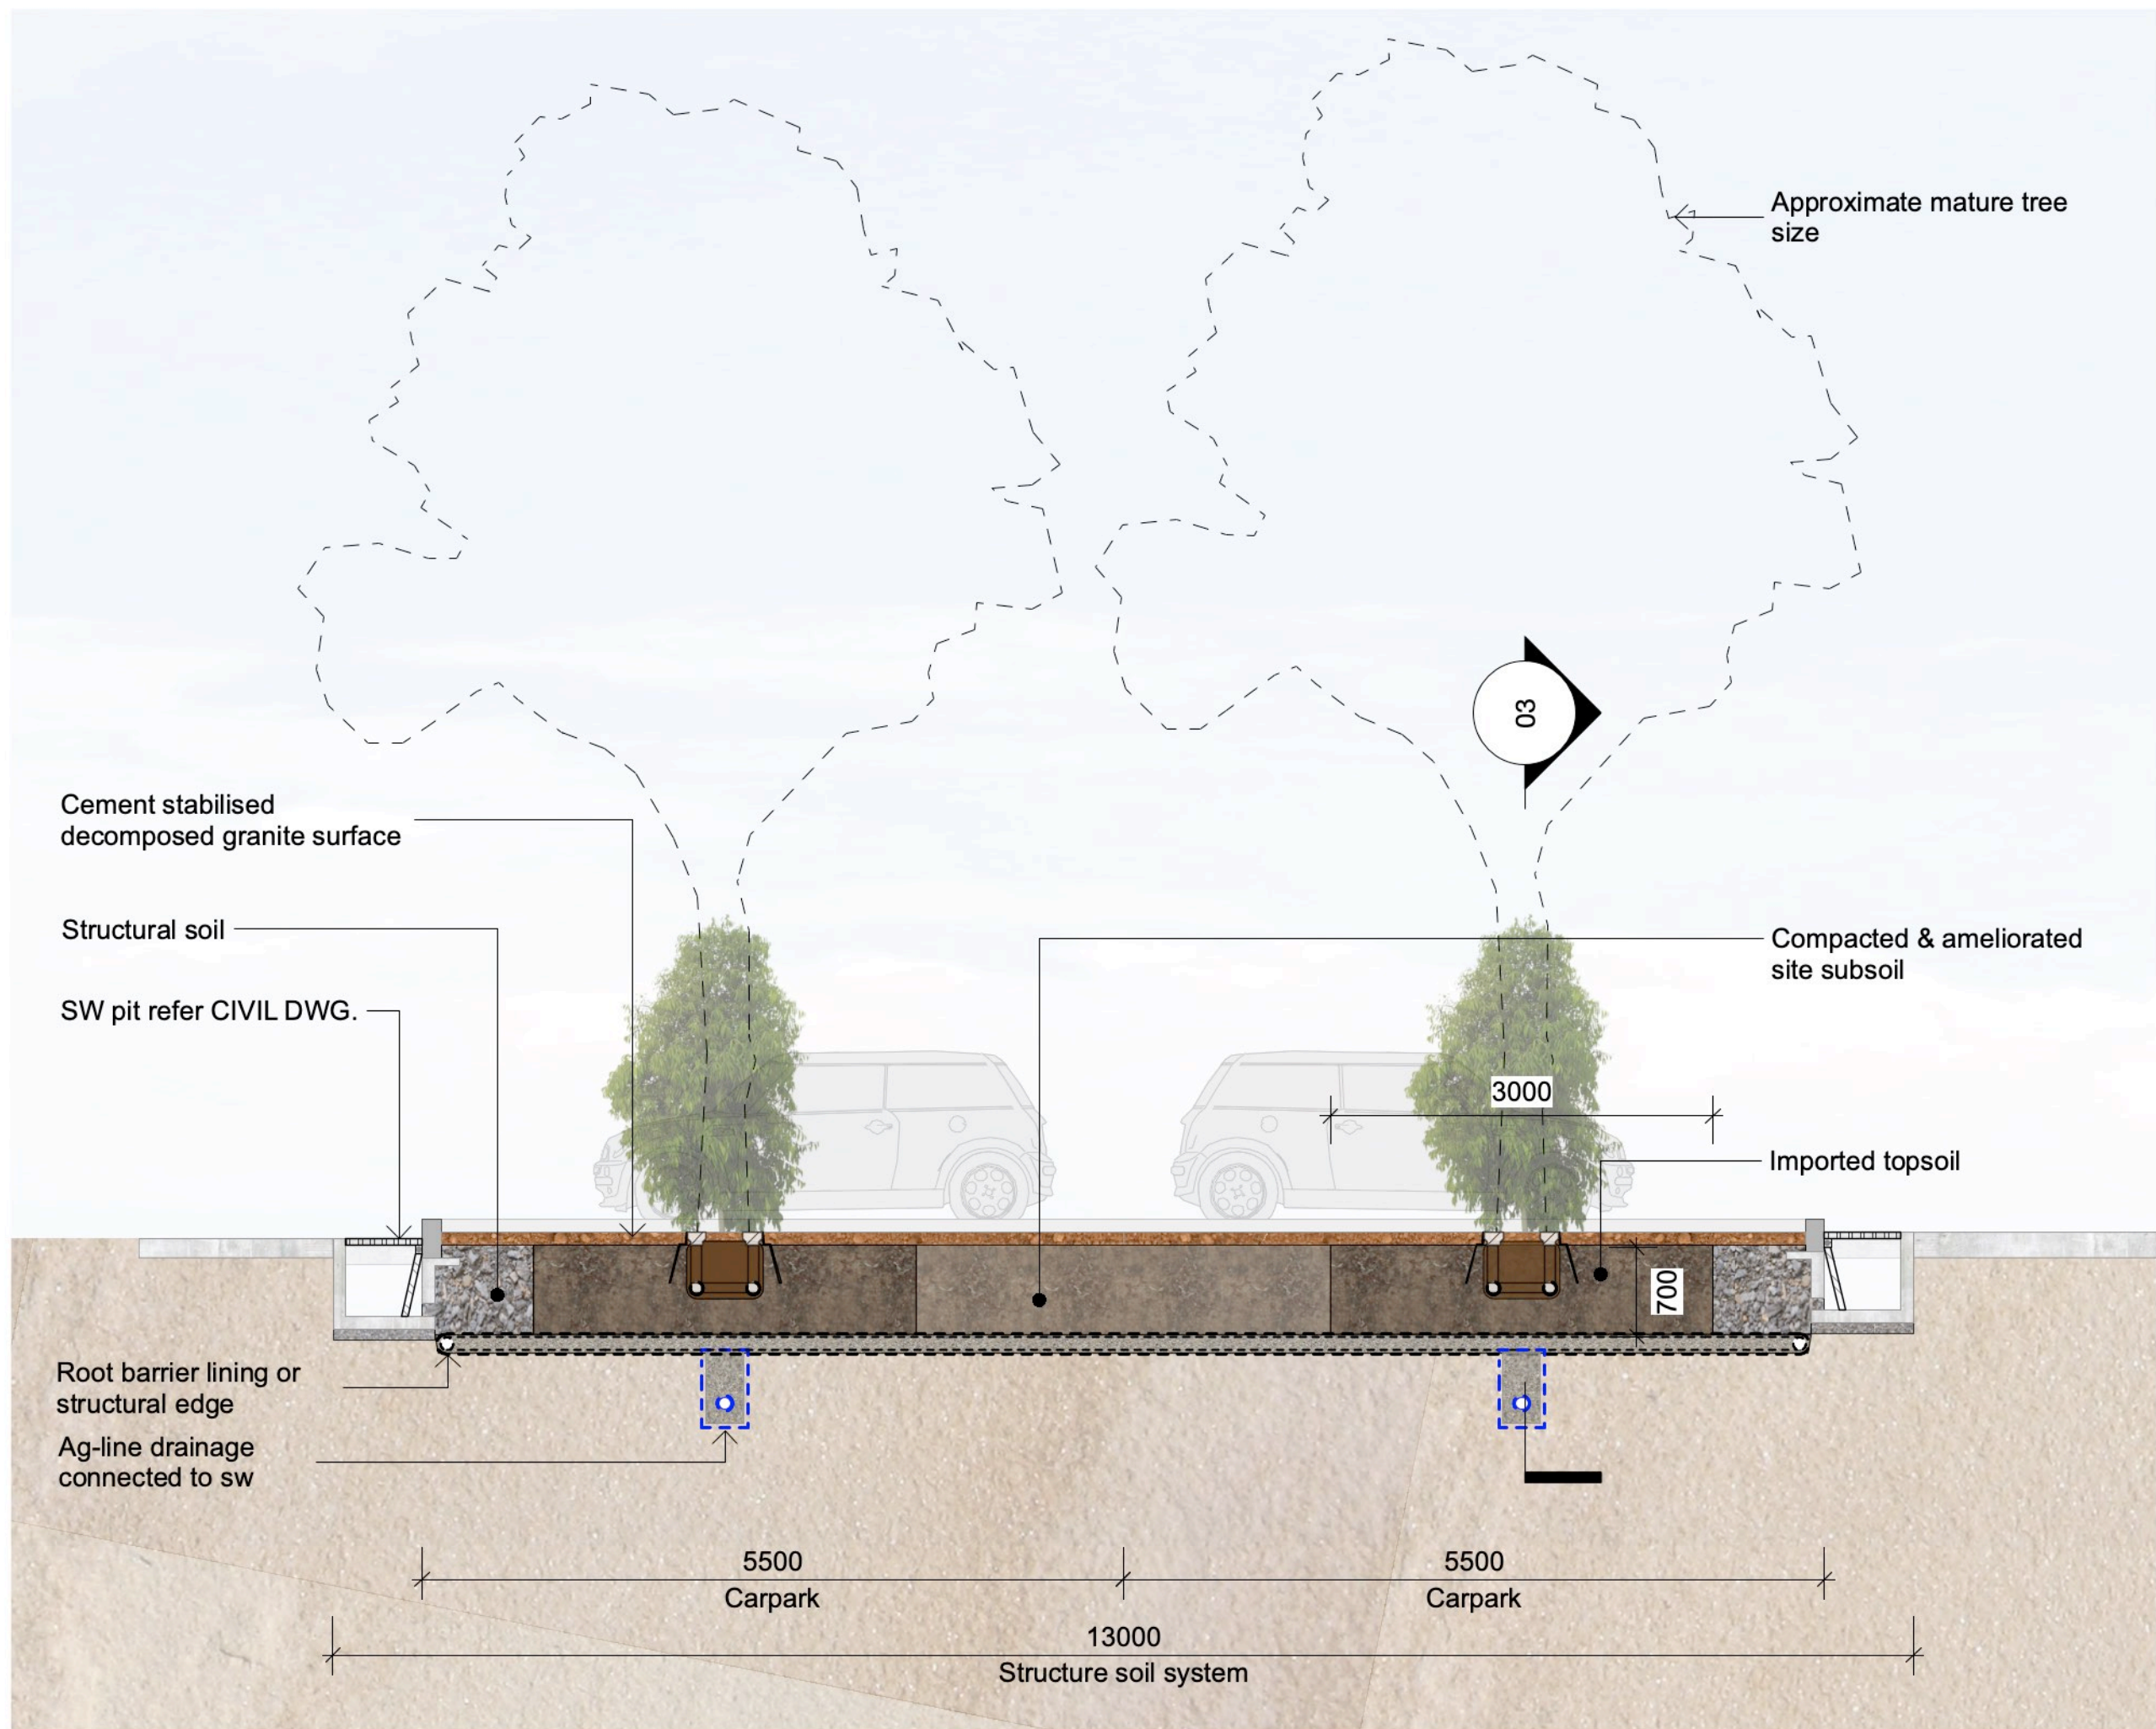 Approximate mature tree
size
03
Cement stabilised
decomposed granite surface
Structural soil
Compacted & ameliorated
site subsoil
SW pit refer CIVIL DWG.
3000
Imported topsoil
700
Root barrier lining or
structural edge
Ag-line drainage
connected to sw
5500
Carpark
5500
Carpark
13000
Structure soil system